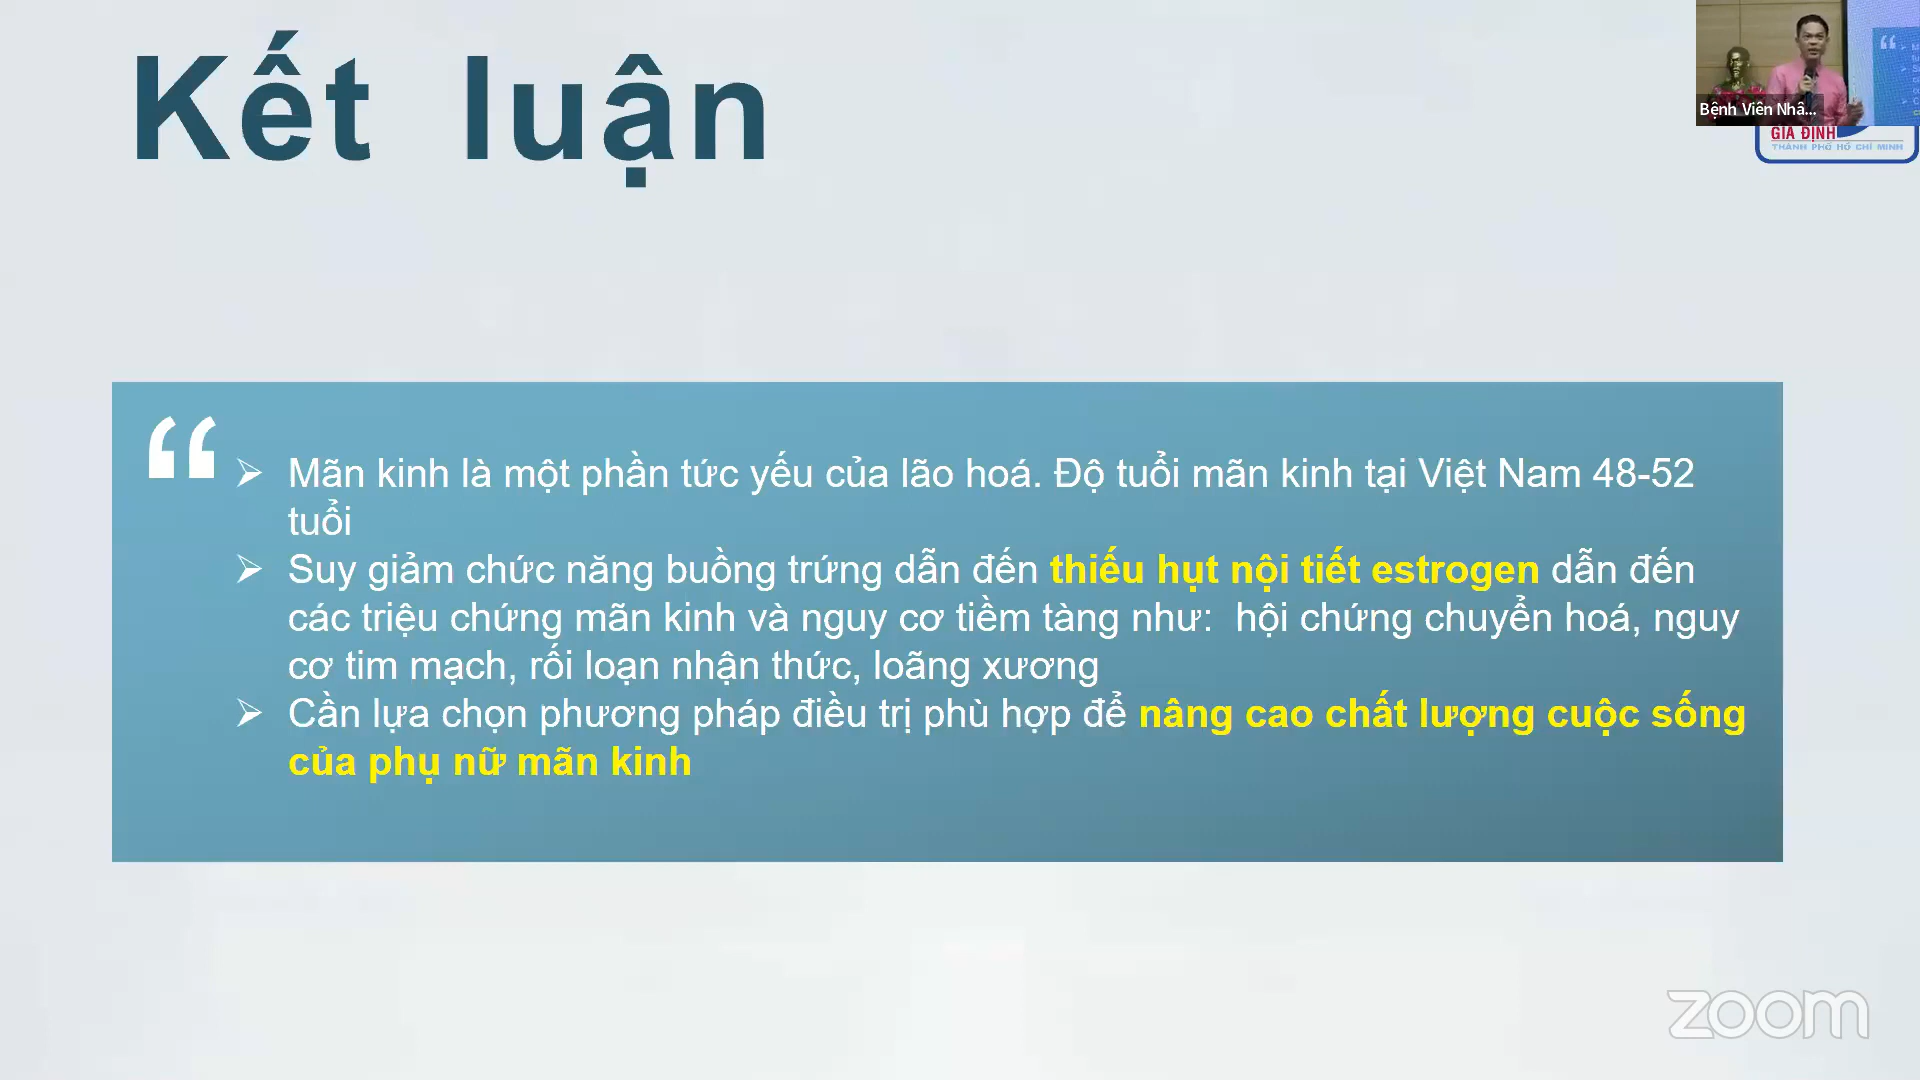 Kết luận
Bệnh Viên Nhâ...
GIA ĐỊNH
THÀNH PHỐ HỒ CHÍ MINH
“
➢ Mãn kinh là một phần tức yếu của lão hoá. Độ tuổi mãn kinh tại Việt Nam 48-52
tuổi
➢ Suy giảm chức năng buồng trứng dẫn đến thiếu hụt nội tiết estrogen dẫn đến
các triệu chứng mãn kinh và nguy cơ tiềm tàng như: hội chứng chuyển hoá, nguy
cơ tim mạch, rối loạn nhận thức, loãng xương
➢ Cần lựa chọn phương pháp điều trị phù hợp để nâng cao chất lượng cuộc sống
của phụ nữ mãn kinh
zoom